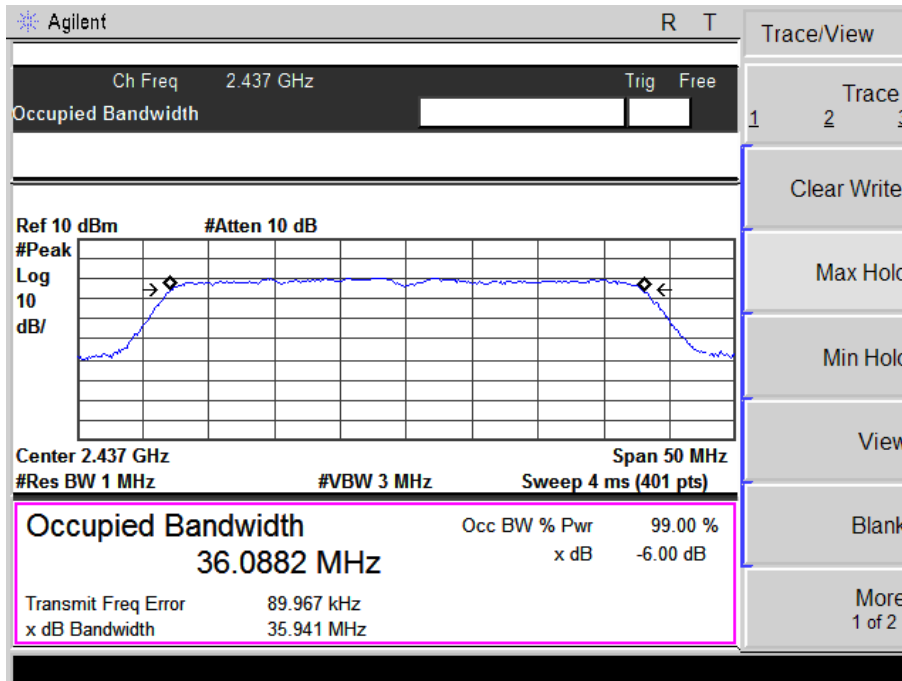 Agilent R T
Ch Freq 2.437 GHz Trig Free
Occupied Bandwidth
Ref 10 dBm #Atten 10 dB
#Peak
Log
10
dB/
Center 2.437 GHz Span 50 MHz
#Res BW 1 MHz #VBW 3 MHz Sweep 4 ms (401 pts)
Occupied Bandwidth Occ BW % Pwr 99.00 %
36.0882 MHz x dB -6.00 dB
Transmit Freq Error 89.967 kHz
x dB Bandwidth 35.941 MHz
Trace/View
Trace
1 2 3
Clear Write
Max Hold
Min Hold
View
Blank
More
1 of 2